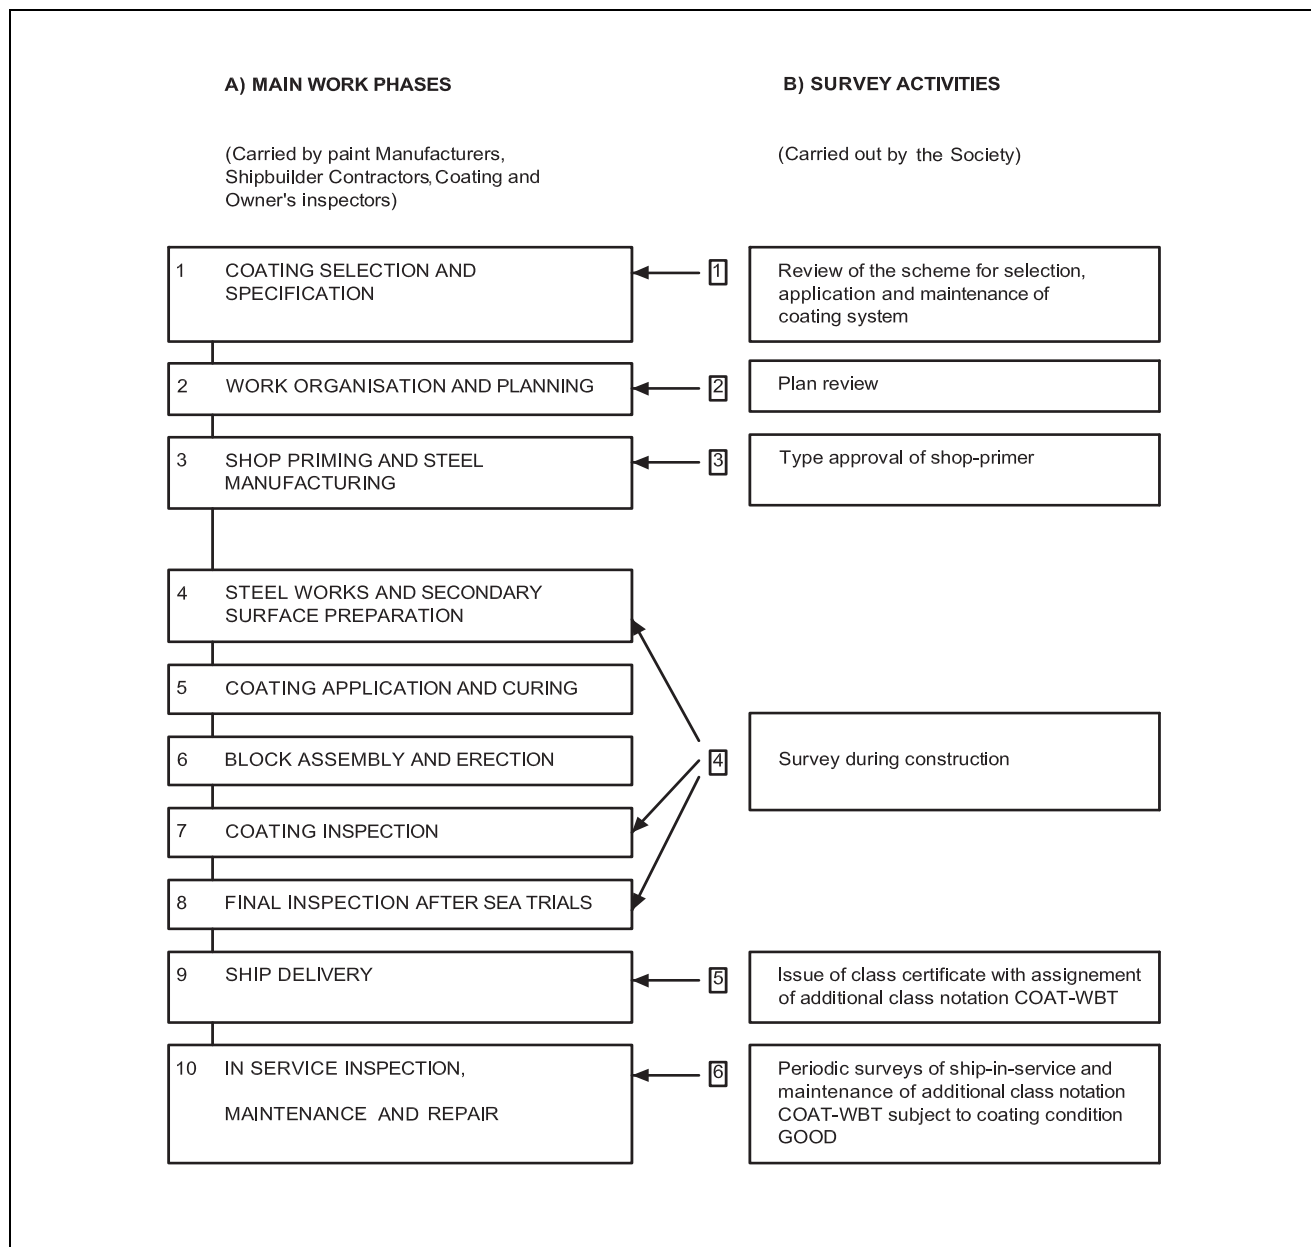 A) MAIN WORK PHASES
B) SURVEY ACTIVITIES
(Carried by paint Manufacturers,
Shipbuilder Contractors, Coating and
Owner's inspectors)
(Carried out by the Society)
1 COATING SELECTION AND
SPECIFICATION
1 Review of the scheme for selection,
application and maintenance of
coating system
2 WORK ORGANISATION AND PLANNING
2 Plan review
3 SHOP PRIMING AND STEEL
MANUFACTURING
3 Type approval of shop-primer
4 STEEL WORKS AND SECONDARY
SURFACE PREPARATION
5 COATING APPLICATION AND CURING
6 BLOCK ASSEMBLY AND ERECTION
4 Survey during construction
7 COATING INSPECTION
8 FINAL INSPECTION AFTER SEA TRIALS
9 SHIP DELIVERY
5 Issue of class certificate with assignement
of additional class notation COAT-WBT
10 IN SERVICE INSPECTION,
MAINTENANCE AND REPAIR
6 Periodic surveys of ship-in-service and
maintenance of additional class notation
COAT-WBT subject to coating condition
GOOD